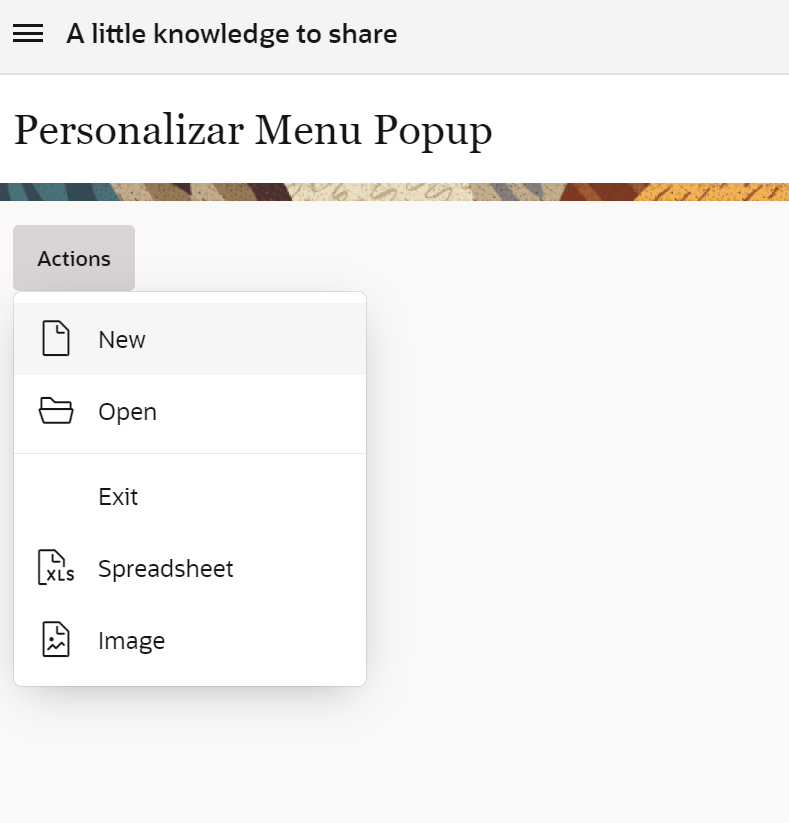 A little knowledge to share
Personalizar Menu Popup
Actions
New
Open
Exit
XLS Spreadsheet
Image